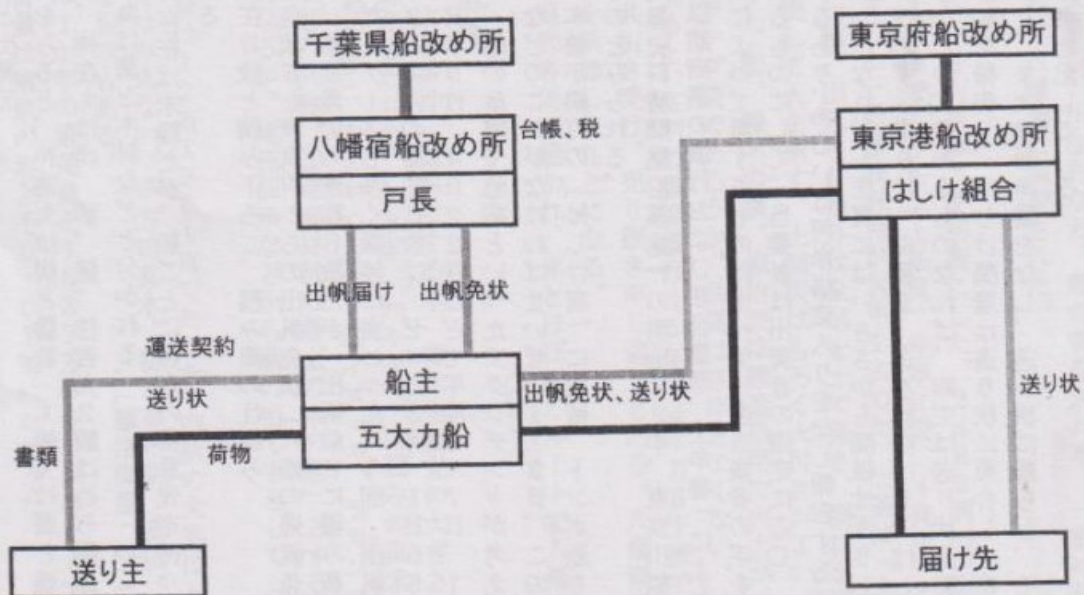 千葉県船改め所
東京府船改め所
八幡宿船改め所
台帳、税
東京港船改め所
戸長
はしけ組合
出帆届け
出帆免状
運送契約
送り状
船主
出帆免状、送り状
送り状
書類
荷物
五大力船
送り主
届け先